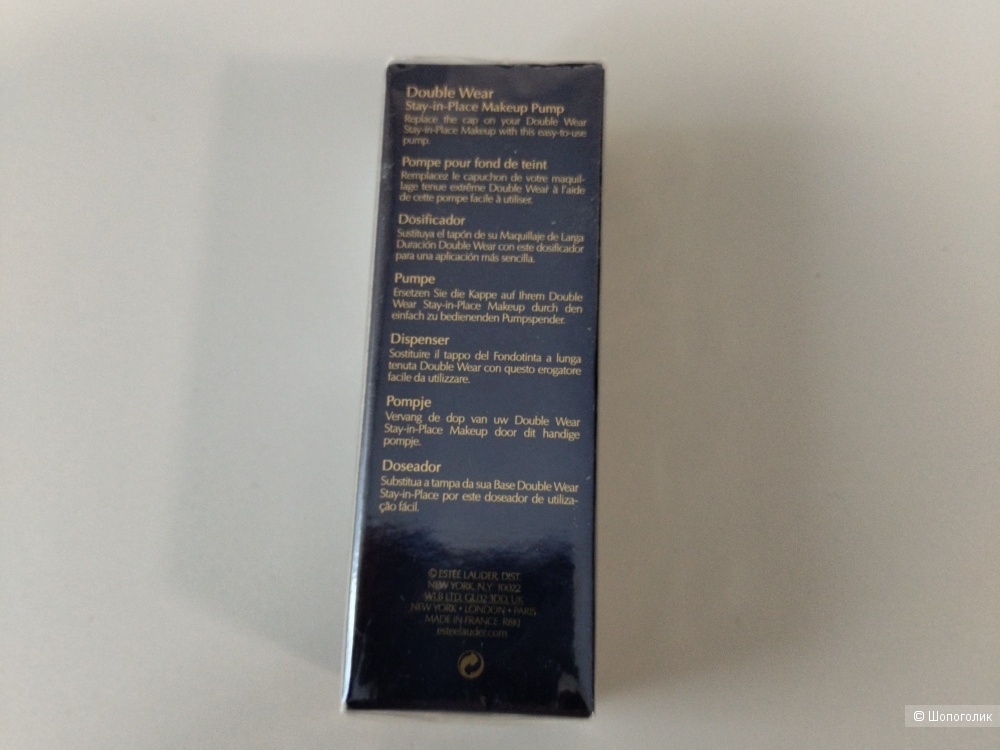 Double Wear
Stay-in-Place Makeup Pump
Replace the cap on your Double Wear
Stay-in-Place Makeup with this easy-to-use
pump.
Pompe pour fond de teint
Remplacez le capuchon de votre maquil-
lage tenue extrême Double Wear à l'aide
de cette pompe facile à utiliser.
Dosificador
Sustituya el tapón de su Maquillaje de Larga
Duración Double Wear con este dosificador
para una aplicación más sencilla.
Pumpe
Ersetzen Sie die Kappe auf Ihrem Double
Wear Stay-in-Place Makeup durch den
einfach zu bedienenden Pumpspender.
Dispenser
Sostituire il tappo del Fondotinta a lunga
tenuta Double Wear con questo erogatore
facile da utilizzare.
Pompje
Vervang de dop van uw Double Wear
Stay-in-Place Makeup door dit handige
pompje.
Doseador
Substitua a tampa da sua Base Double Wear
Stay-in-Place por este doseador de utiliza-
ção fácil.
© ESTĒE LAUDER, DIST.
NEW YORK, N.Y. 10022
LTD, UK
NEW YORK • LONDON • PARIS
MADE IN FRANCE
esteelauder.com
© Шопоголик